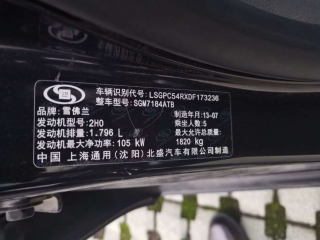 车辆识别代号: LSGPC54RXDF173236
整车型号: SGM7184ATB
品牌: 雪佛兰
发动机型号: 2H0 制造年月: 13-07
发动机排量: 1.796 L 乘坐人数: 5
发动机最大净功率: 105 kW 最大允许总质量: 1820 kg
中国 上海通用(沈阳)北盛汽车有限公司制造